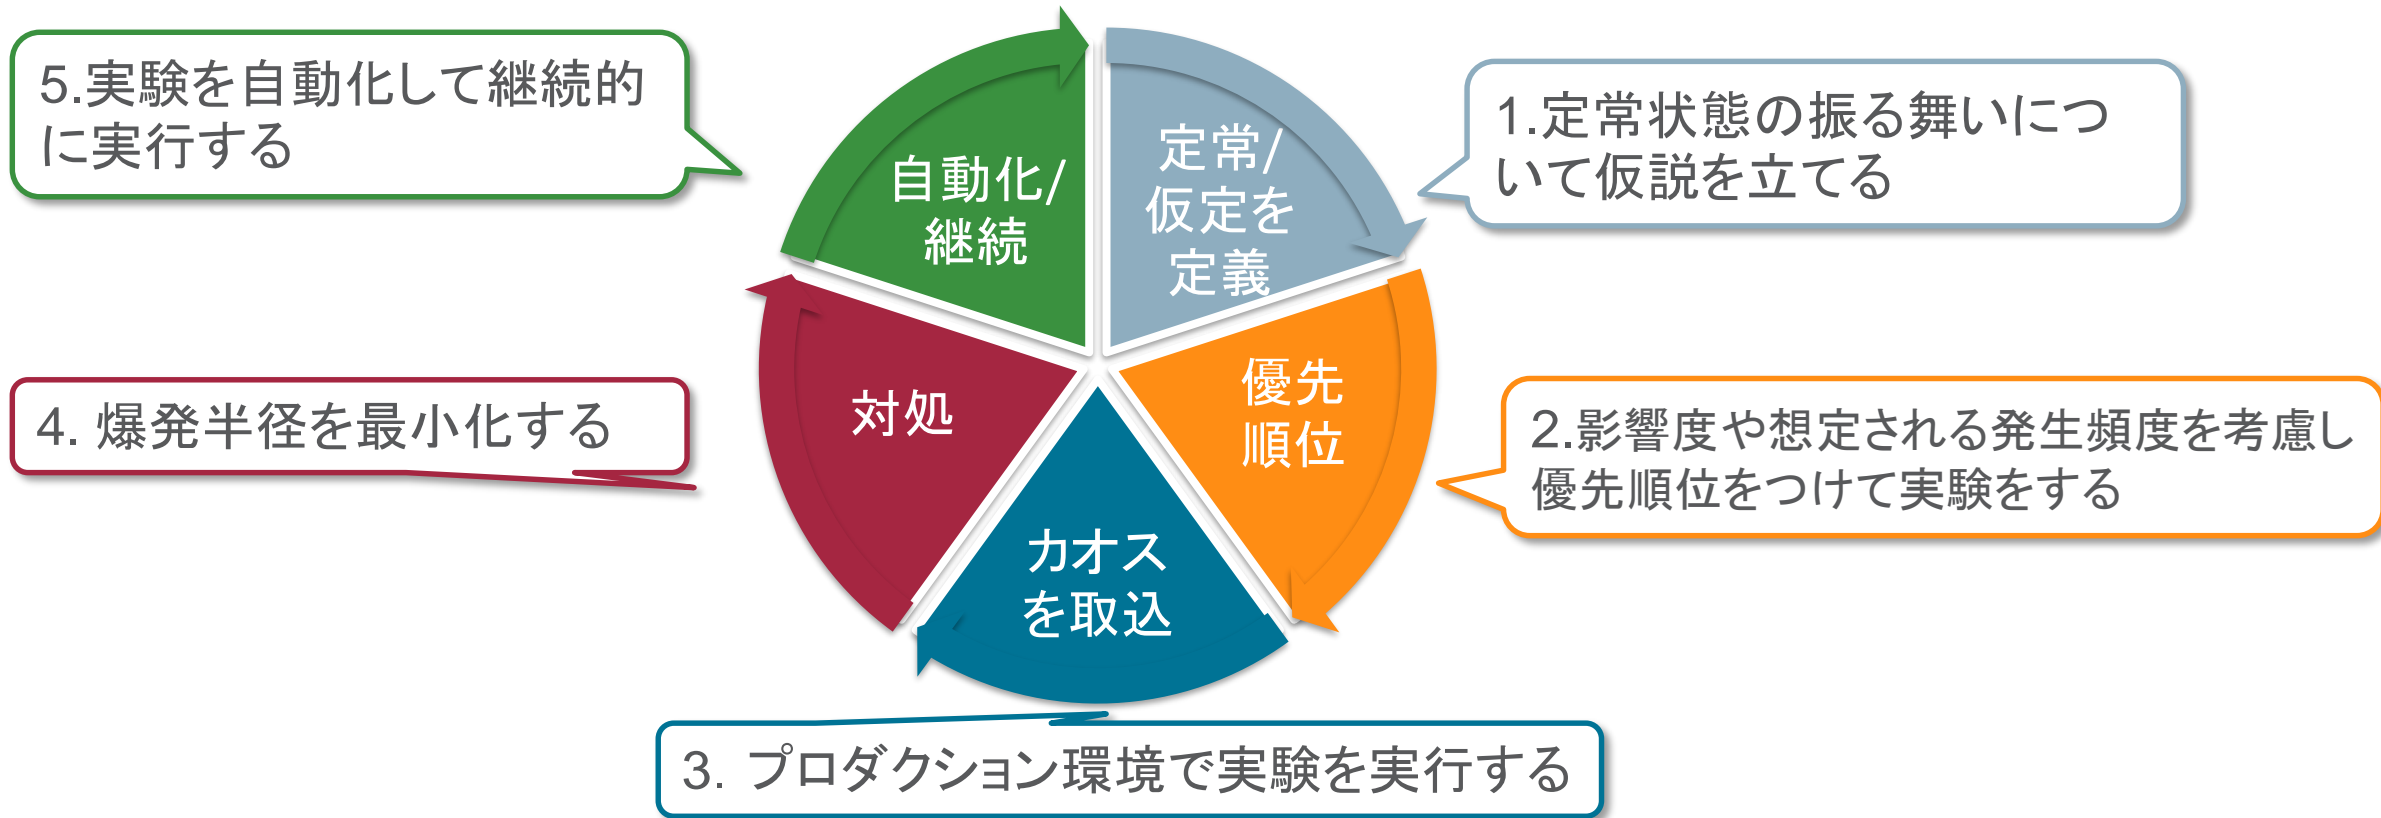 5.実験を自動化して継続的
に実行する
自動化/
継続
定常/
仮定を
定義
1.定常状態の振る舞いにつ
いて仮説を立てる
4. 爆発半径を最小化する
対処
優先
順位
2.影響度や想定される発生頻度を考慮し
優先順位をつけて実験をする
カオス
を取込
3. プロダクション環境で実験を実行する